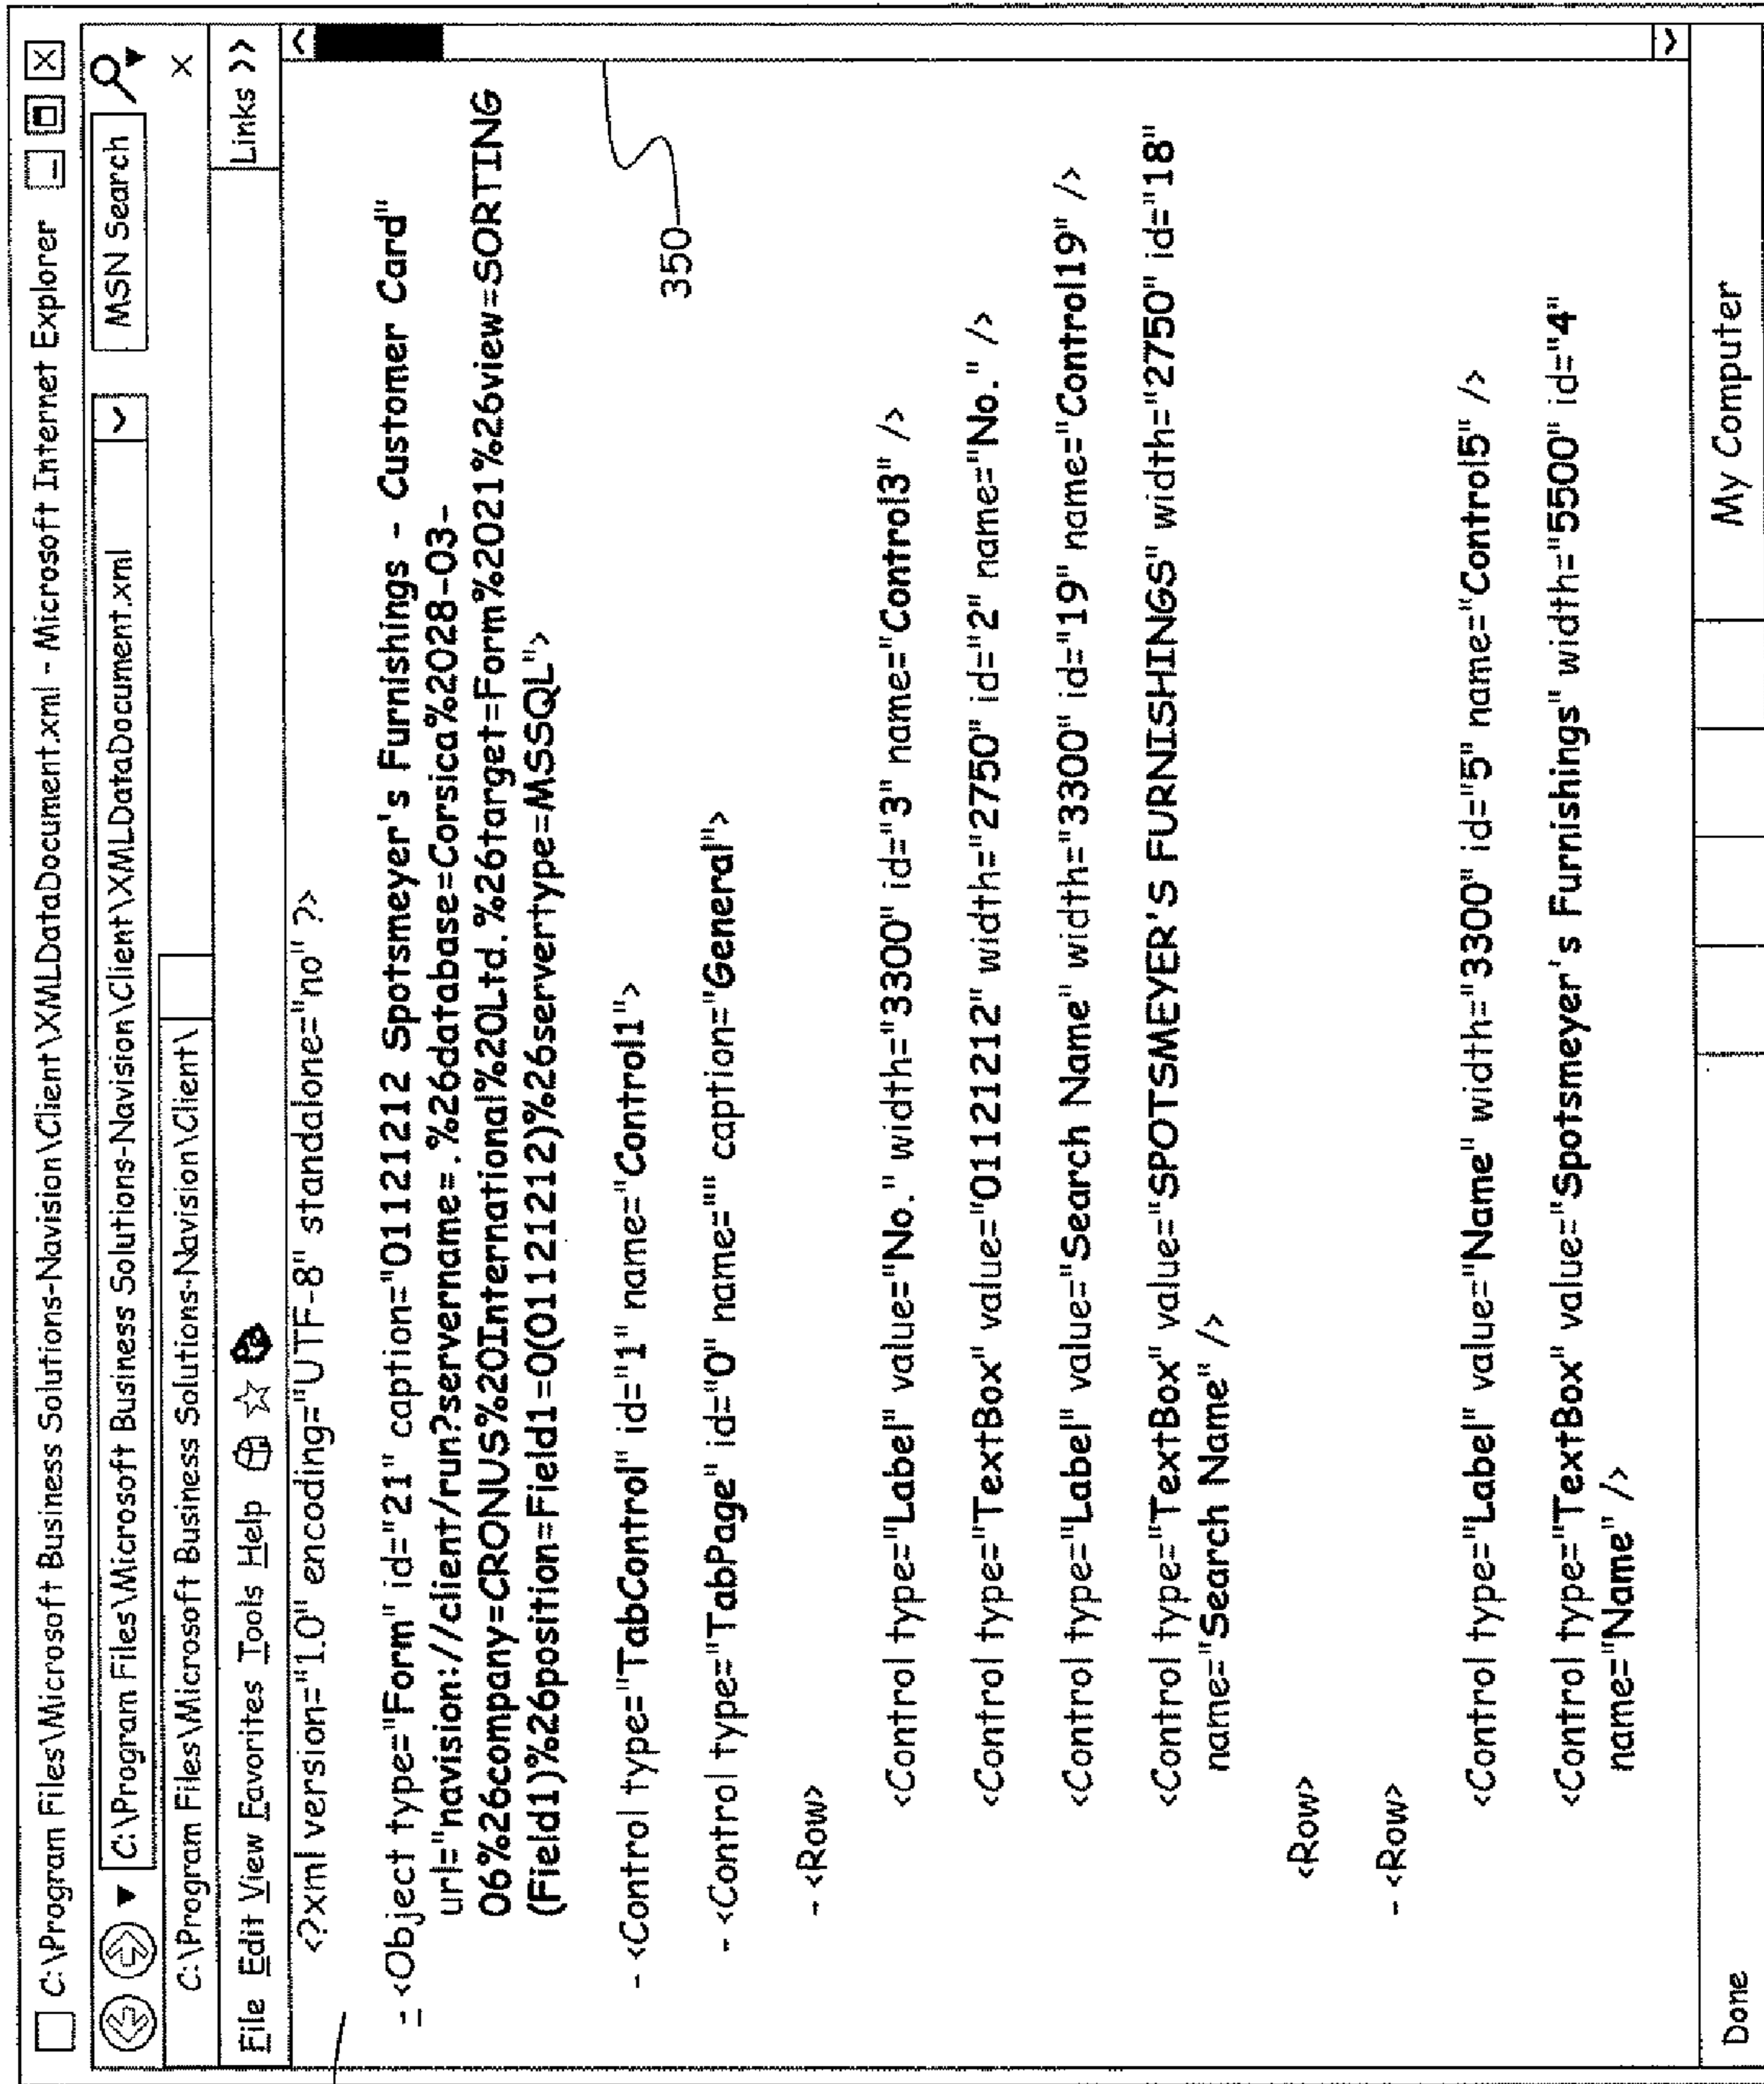 C:\Program Files\Microsoft Business Solutions-Navision\Client\XMLDataDocument.xml - Microsoft Internet Explorer
C:\Program Files\Microsoft Business Solutions-Navision\Client\XMLDataDocument.xml MSN Search
C:\Program Files\Microsoft Business Solutions-Navision\Client\
File Edit View Favorites Tools Help Links >>
<?xml version="1.0" encoding="UTF-8" standalone="no" ?>
- <Object type="Form" id="21" caption="01121212 Spotsmeyer's Furnishings - Customer Card"
url="navision://client/run?servername=.%26database=Corsica%2028-03-
06%26company=CRONUS%20International%20Ltd.%26target=Form%2021%26view=SORTING
(Field1)%26position=Field1=0(01121212)%26servertype=MSSQL">
350
- <Control type="TabControl" id="1" name="Control1">
- <Control type="TabPage" id="0" name="" caption="General">
- <Row>
<Control type="Label" value="No." width="3300" id="3" name="Control3" />
<Control type="TextBox" value="01121212" width="2750" id="2" name="No." />
<Control type="Label" value="Search Name" width="3300" id="19" name="Control19" />
<Control type="TextBox" value="SPOTSMEYER'S FURNISHINGS" width="2750" id="18"
name="Search Name" />
<Row>
- <Row>
<Control type="Label" value="Name" width="3300" id="5" name="Control5" />
<Control type="TextBox" value="Spotsmeyer's Furnishings" width="5500" id="4"
name="Name" />
Done My Computer